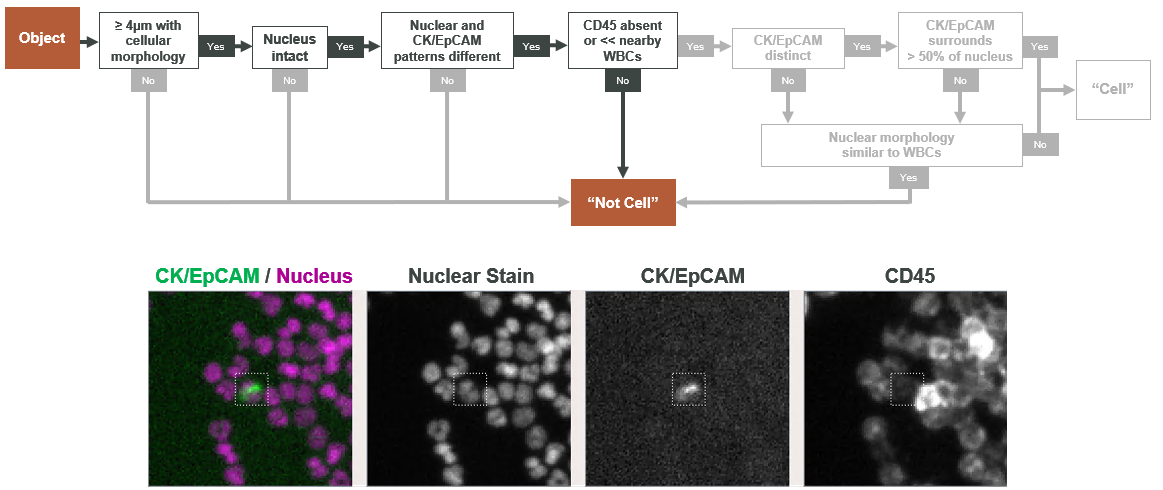 Object
≥ 4µm with
cellular
morphology
Yes
No
Nucleus
intact
Yes
No
Nuclear and
CK/EpCAM
patterns different
Yes
No
CD45 absent
or << nearby
WBCs
Yes
No
CK/EpCAM
distinct
Yes
No
CK/EpCAM
surrounds
> 50% of nucleus
Yes
No
"Cell"
Nuclear morphology
similar to WBCs
No
Yes
“Not Cell”
CK/EpCAM / Nucleus
Nuclear Stain
CK/EpCAM
CD45